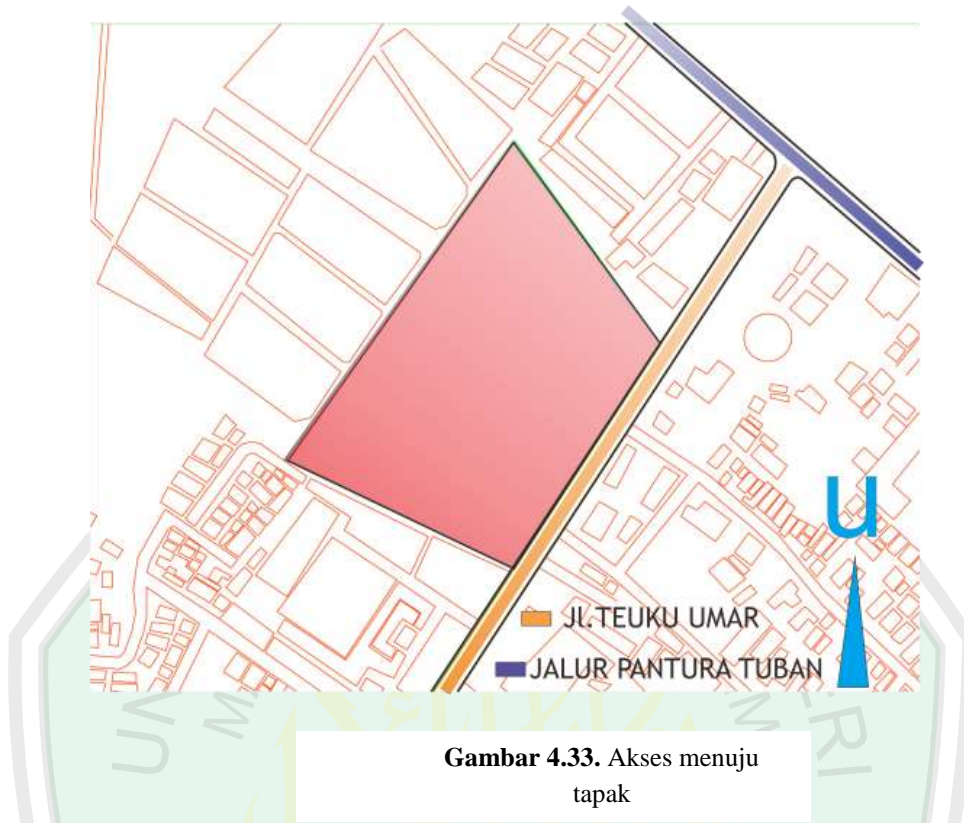 u
Jl.TEUKU UMAR
JALUR PANTURA TUBAN
Gambar 4.33. Akses menuju
tapak